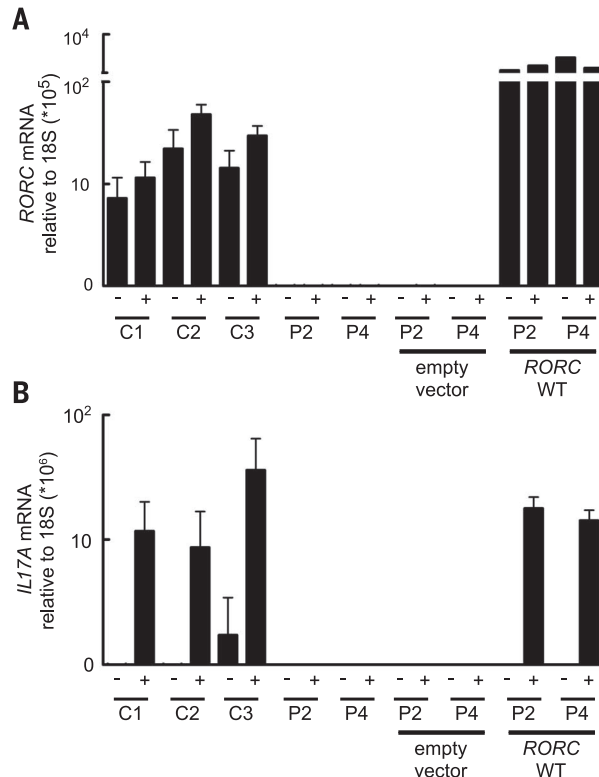 A
10⁴
10²
10
0
RORC mRNA
relative to 18S (*10⁵)
- + - + - + - + - + - + - + - + - +
C1 C2 C3 P2 P4 P2 P4 P2 P4
empty
vector
RORC
WT
B
10²
10
0
IL17A mRNA
relative to 18S (*10⁶)
- + - + - + - + - + - + - + - + - +
C1 C2 C3 P2 P4 P2 P4 P2 P4
empty
vector
RORC
WT